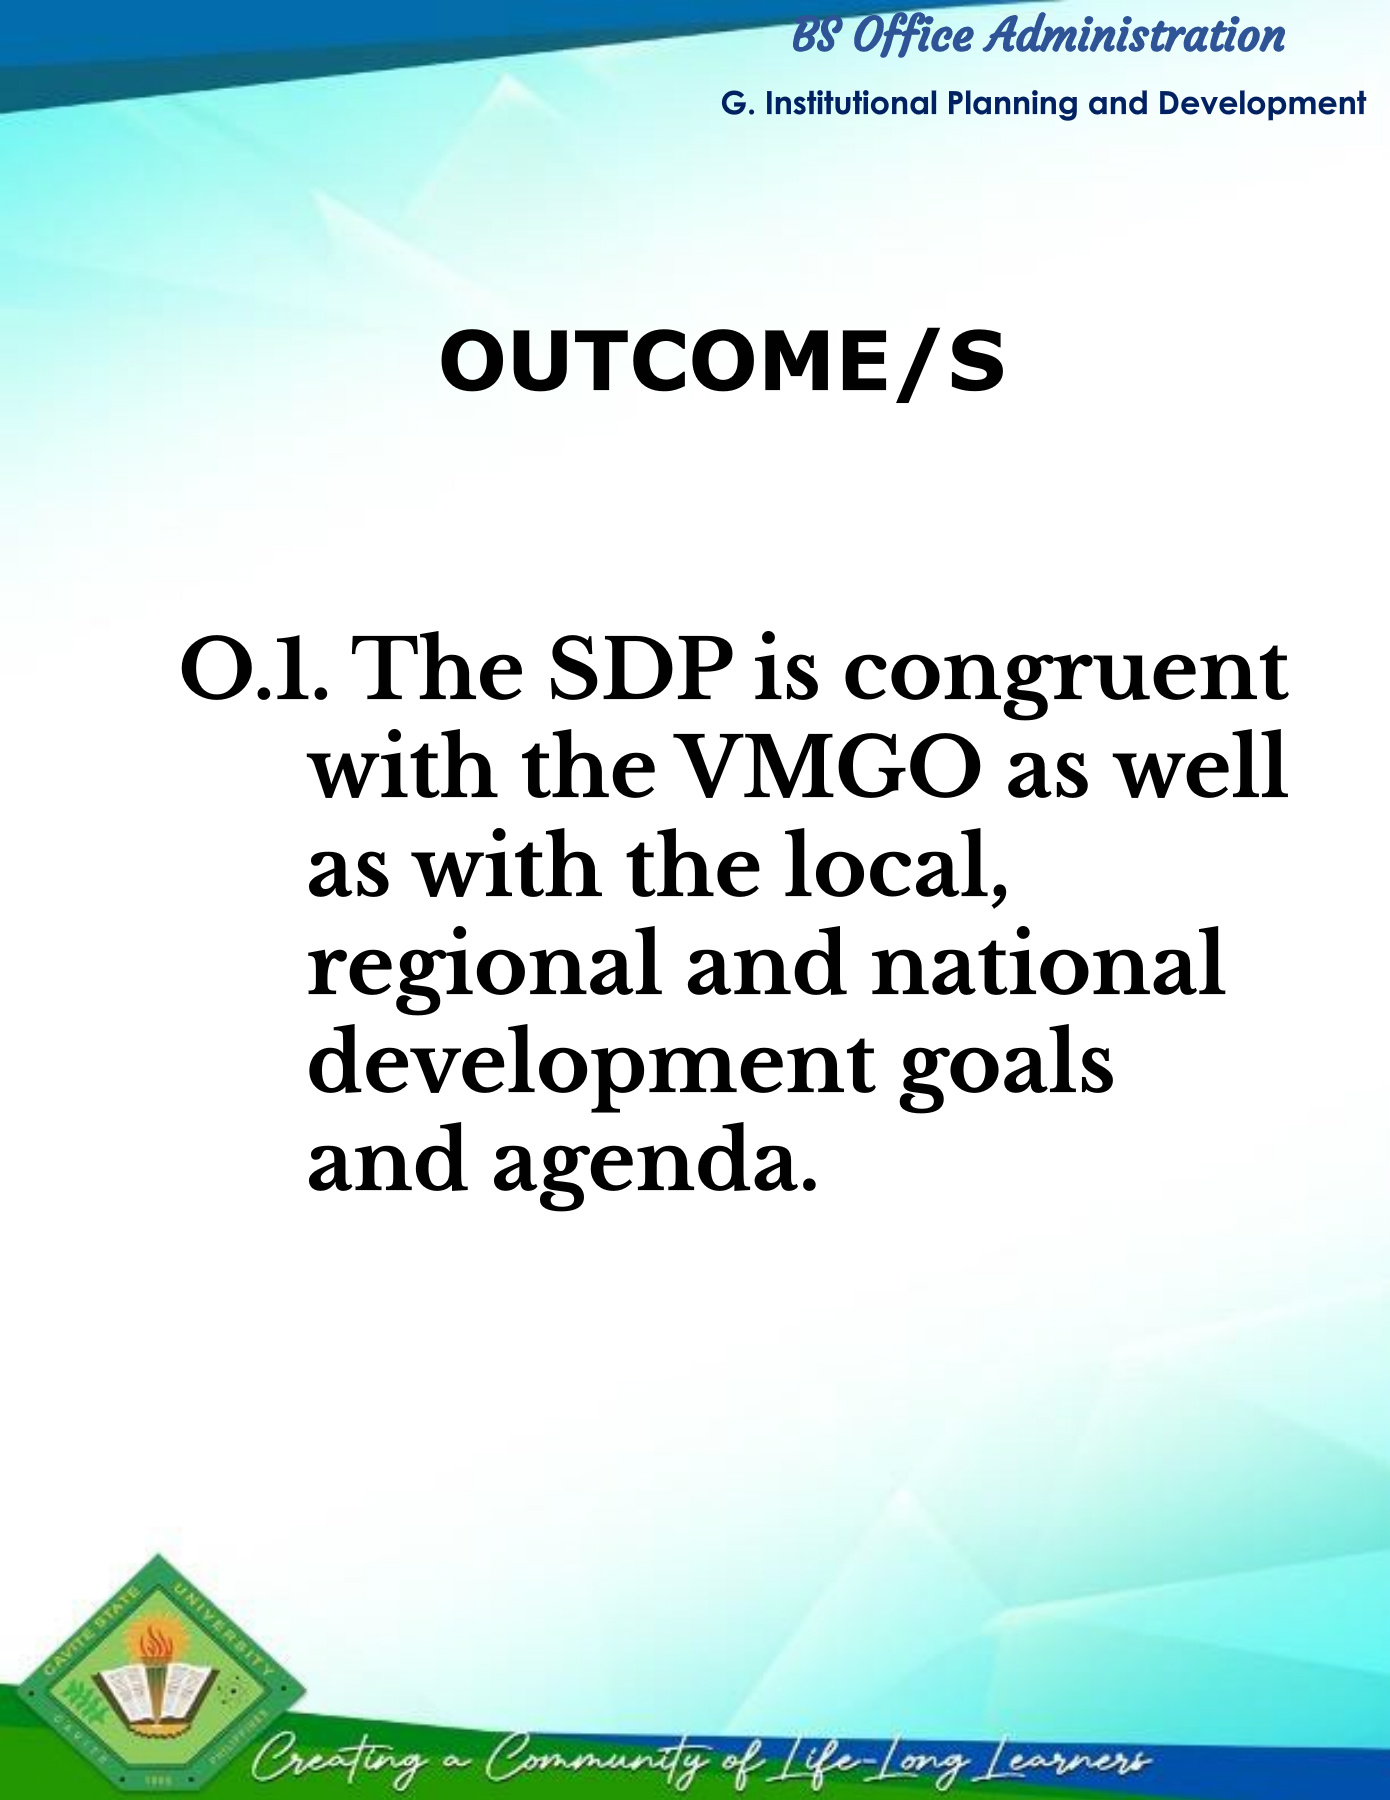 BS Office Administration
G. Institutional Planning and Development
OUTCOME/S
O.1. The SDP is congruent
with the VMGO as well
as with the local,
regional and national
development goals
and agenda.
CAVITE STATE UNIVERSITY
CAVITE
PHILIPPINES
1906
Creating a Community of Life-Long Learners